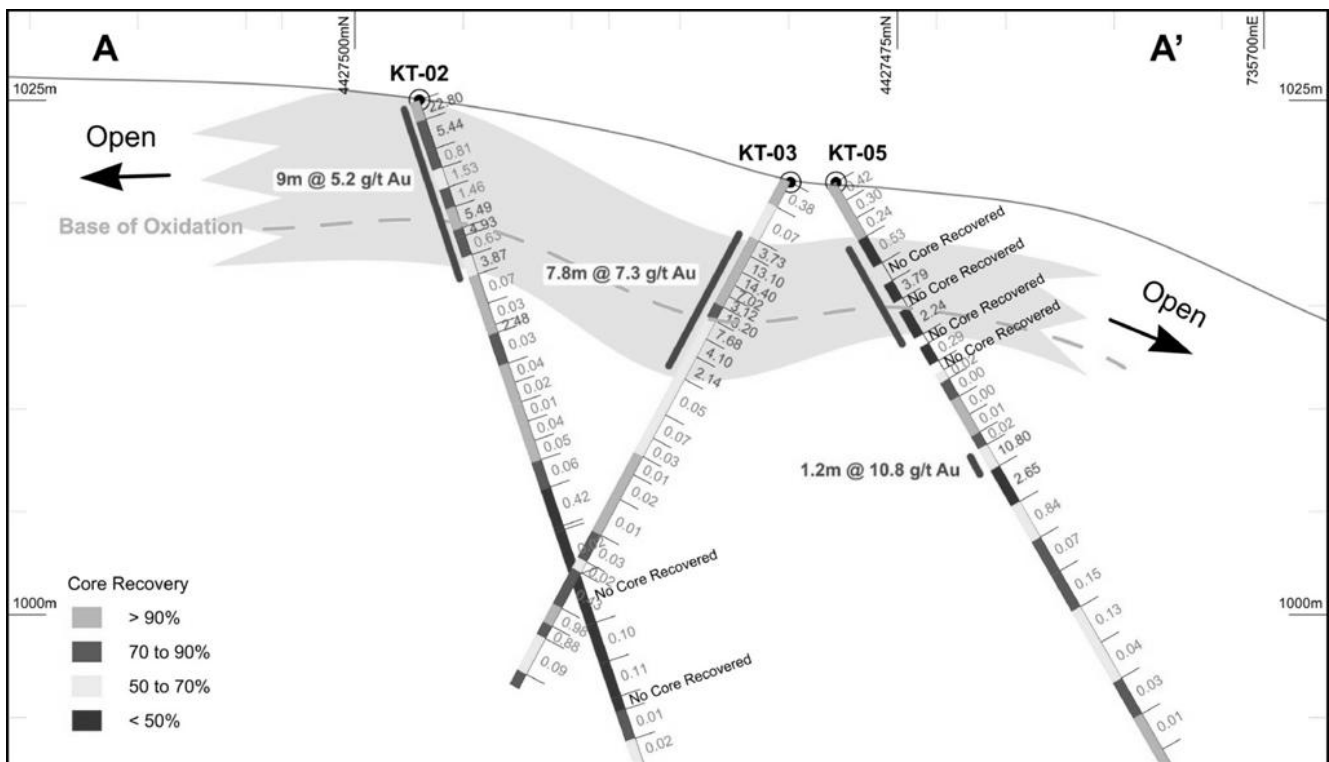 A
A'
4427500mN
4427475mN
735700mE
1025m
1025m
KT-02
KT-03
KT-05
Open
Open
9m @ 5.2 g/t Au
7.8m @ 7.3 g/t Au
1.2m @ 10.8 g/t Au
Base of Oxidation
22.80
5.44
0.81
1.53
1.46
5.49
4.93
0.63
3.87
0.07
0.03
2.48
0.03
0.04
0.02
0.01
0.04
0.05
0.06
0.42
No Core Recovered
0.10
0.11
No Core Recovered
0.01
0.02
0.38
0.07
3.73
13.10
14.40
7.02
3.12
13.20
7.68
4.10
2.14
0.05
0.07
0.03
0.01
0.02
0.01
0.03
0.02
0.43
0.98
0.88
0.09
0.42
0.30
0.24
0.53
No Core Recovered
3.79
No Core Recovered
2.24
No Core Recovered
0.29
No Core Recovered
0.02
0.00
0.00
0.01
0.02
10.80
2.65
0.84
0.07
0.15
0.13
0.04
0.03
0.01
1000m
1000m
Core Recovery
> 90%
70 to 90%
50 to 70%
< 50%